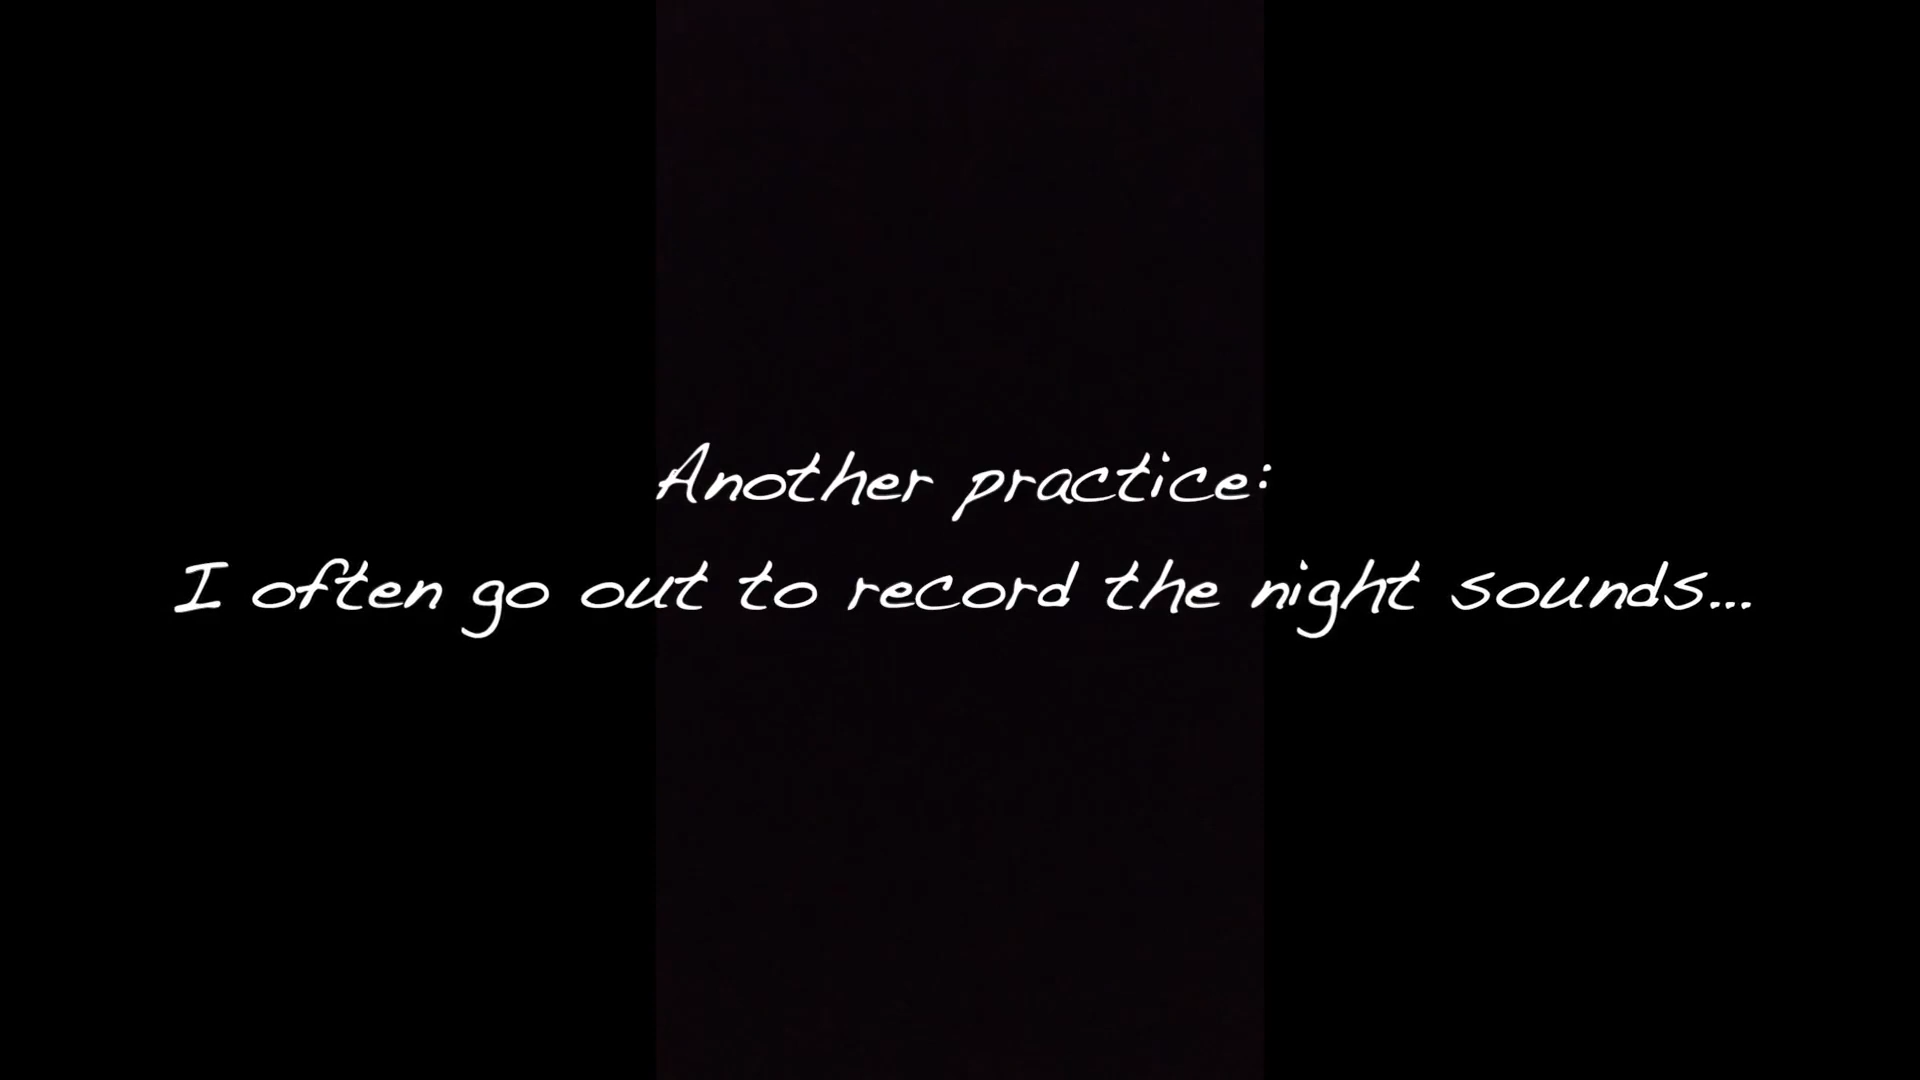 Another practice:
I often go out to record the night sounds...